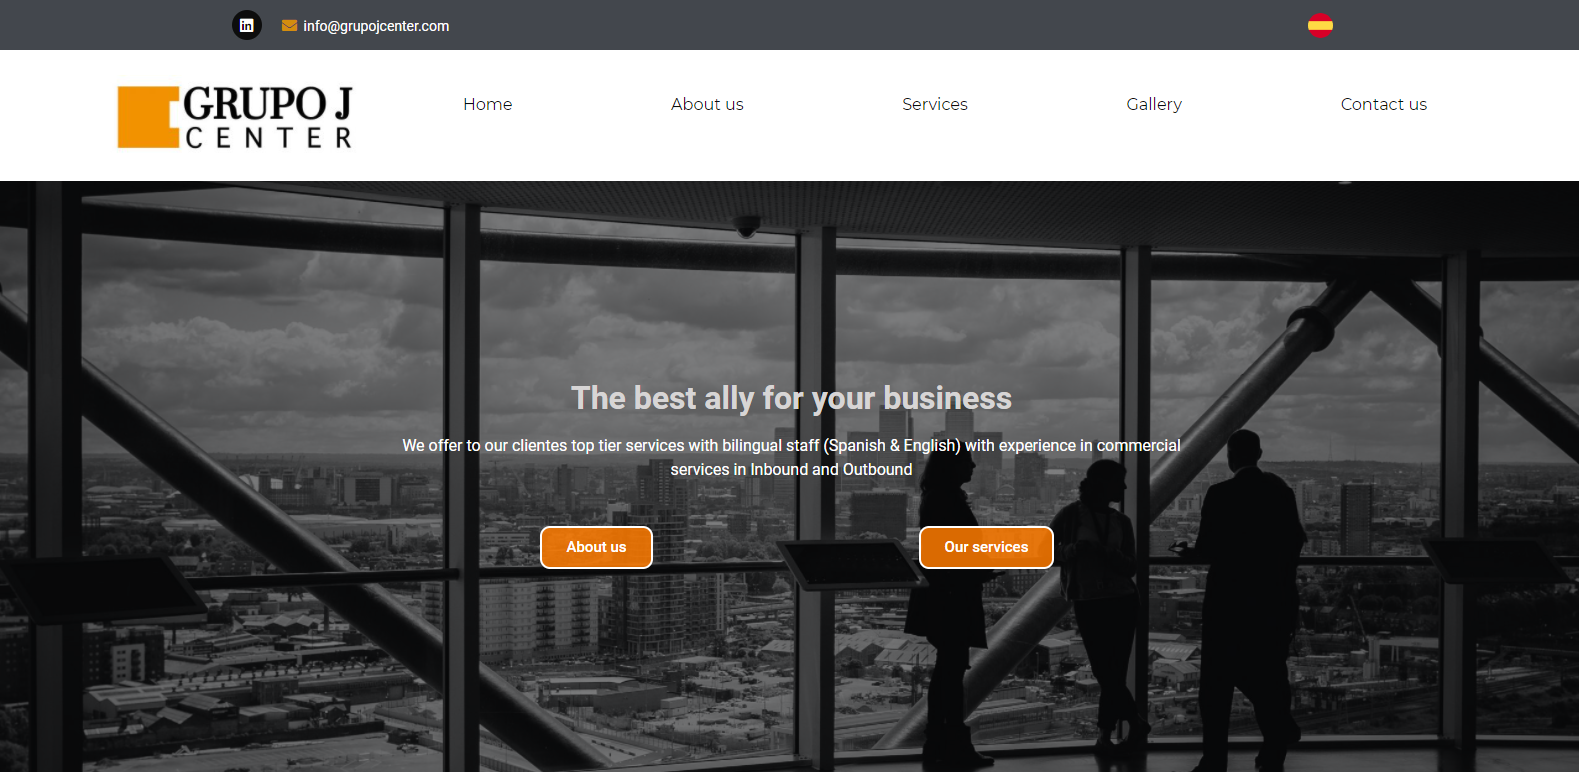 info@grupojcenter.com
GRUPO J
CENTER
Home
About us
Services
Gallery
Contact us
The best ally for your business
We offer to our clientes top tier services with bilingual staff (Spanish & English) with experience in commercial
services in Inbound and Outbound
About us
Our services